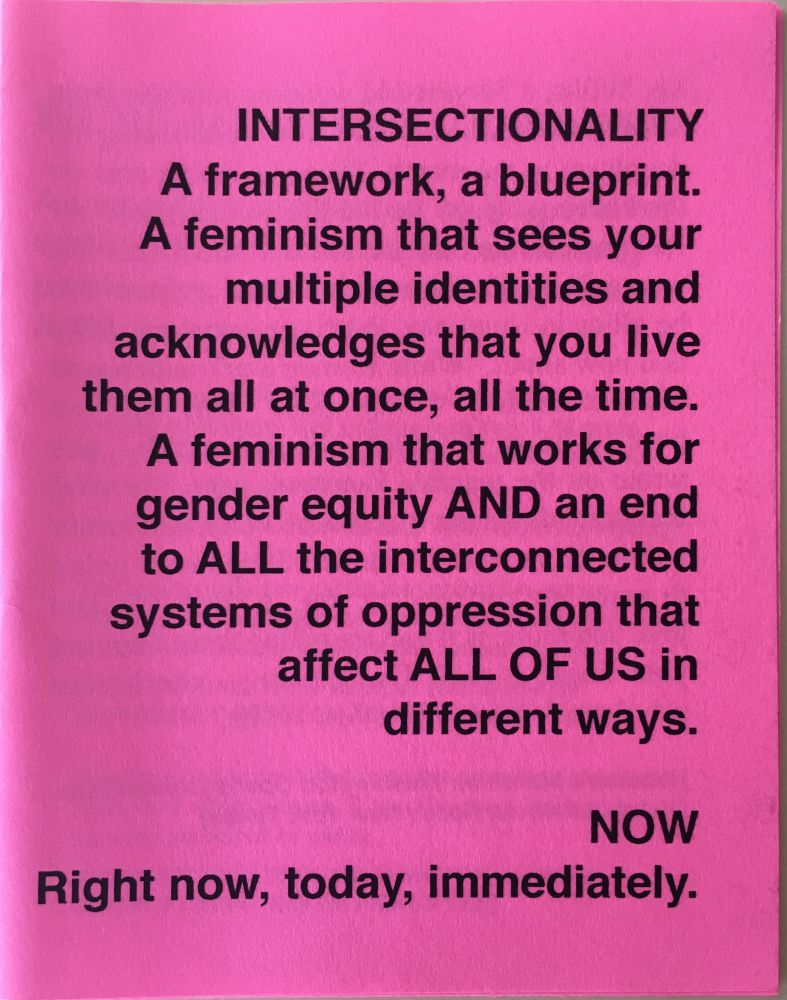 INTERSECTIONALITY
A framework, a blueprint.
A feminism that sees your
multiple identities and
acknowledges that you live
them all at once, all the time.
A feminism that works for
gender equity AND an end
to ALL the interconnected
systems of oppression that
affect ALL OF US in
different ways.
NOW
Right now, today, immediately.